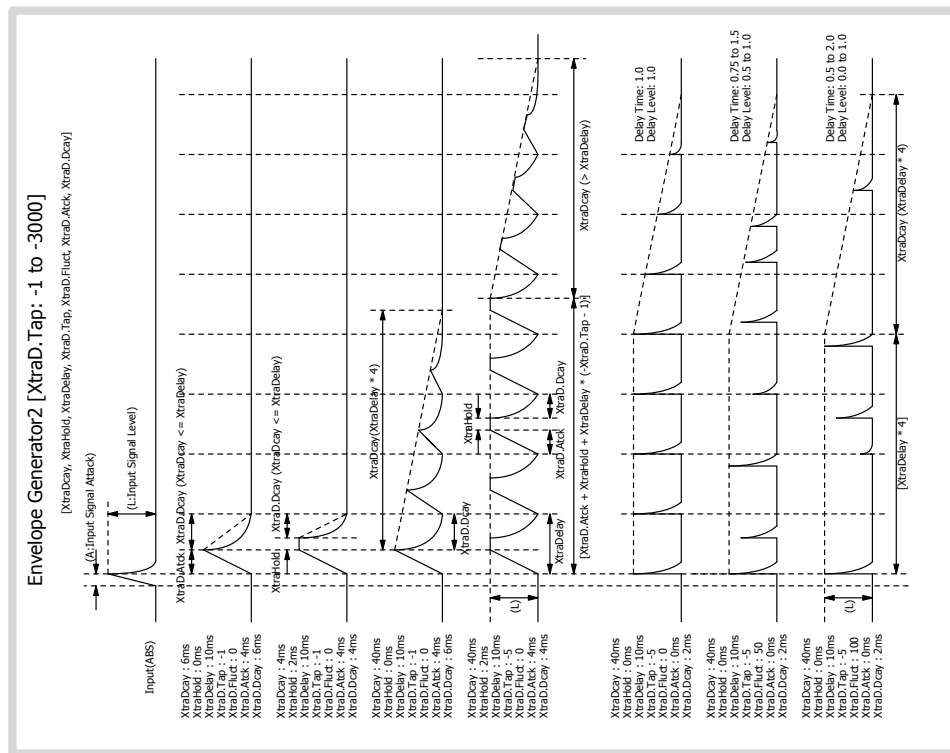 Envelope Generator2 [XtraD.Tap: -1 to -3000]
[XtraDcay, XtraHold, XtraDelay, XtraD.Tap, XtraD.Fluct, XtraD.Atck, XtraD.Dcay]
(A:Input Signal Attack)
(L:Input Signal Level)
Input(ABS)
XtraDcay : 6ms
XtraHold : 0ms
XtraDelay : 10ms
XtraD.Tap : -1
XtraD.Fluct : 0
XtraD.Atck : 4ms
XtraD.Dcay : 6ms
XtraD.Atck
XtraD.Dcay (XtraDcay <= XtraDelay)
XtraDcay : 4ms
XtraHold : 2ms
XtraDelay : 10ms
XtraD.Tap : -1
XtraD.Fluct : 0
XtraD.Atck : 4ms
XtraD.Dcay : 4ms
XtraHold
XtraD.Dcay (XtraDcay <= XtraDelay)
XtraDcay : 40ms
XtraHold : 0ms
XtraDelay : 10ms
XtraD.Tap : -1
XtraD.Fluct : 0
XtraD.Atck : 4ms
XtraD.Dcay : 6ms
XtraDcay(XtraDelay * 4)
XtraD.Dcay
XtraDcay : 40ms
XtraHold : 2ms
XtraDelay : 10ms
XtraD.Tap : -5
XtraD.Fluct : 0
XtraD.Atck : 4ms
XtraD.Dcay : 4ms
(L)
XtraHold
XtraD.Atck
XtraD.Dcay
XtraDelay
[XtraD.Atck + XtraHold + XtraDelay * (-XtraD.Tap - 1)]
XtraDcay (> XtraDelay)
XtraDcay : 40ms
XtraHold : 0ms
XtraDelay : 10ms
XtraD.Tap : -5
XtraD.Fluct : 0
XtraD.Atck : 0ms
XtraD.Dcay : 2ms
Delay Time: 1.0
Delay Level: 1.0
XtraDcay : 40ms
XtraHold : 0ms
XtraDelay : 10ms
XtraD.Tap : -5
XtraD.Fluct : 50
XtraD.Atck : 0ms
XtraD.Dcay : 2ms
Delay Time: 0.75 to 1.5
Delay Level: 0.5 to 1.0
XtraDcay : 40ms
XtraHold : 0ms
XtraDelay : 10ms
XtraD.Tap : -5
XtraD.Fluct : 100
XtraD.Atck : 0ms
XtraD.Dcay : 2ms
(L)
Delay Time: 0.5 to 2.0
Delay Level: 0.0 to 1.0
[XtraDelay * 4]
XtraDcay (XtraDelay * 4)